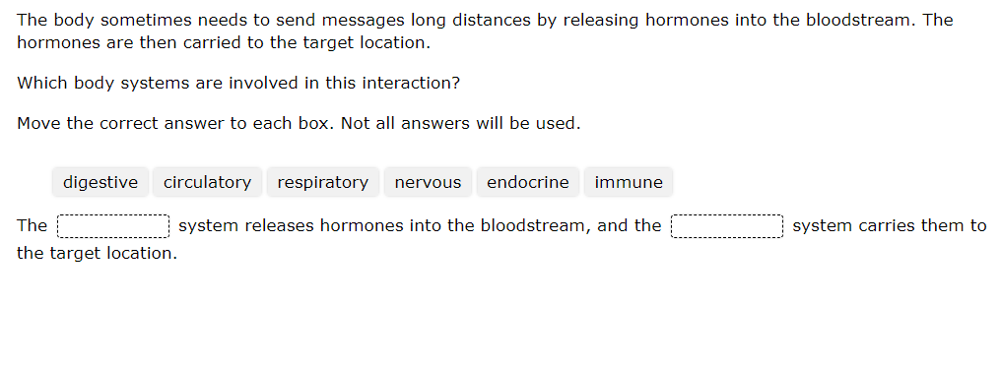 The body sometimes needs to send messages long distances by releasing hormones into the bloodstream. The
hormones are then carried to the target location.
Which body systems are involved in this interaction?
Move the correct answer to each box. Not all answers will be used.
digestive circulatory respiratory nervous endocrine immune
The system releases hormones into the bloodstream, and the system carries them to
the target location.